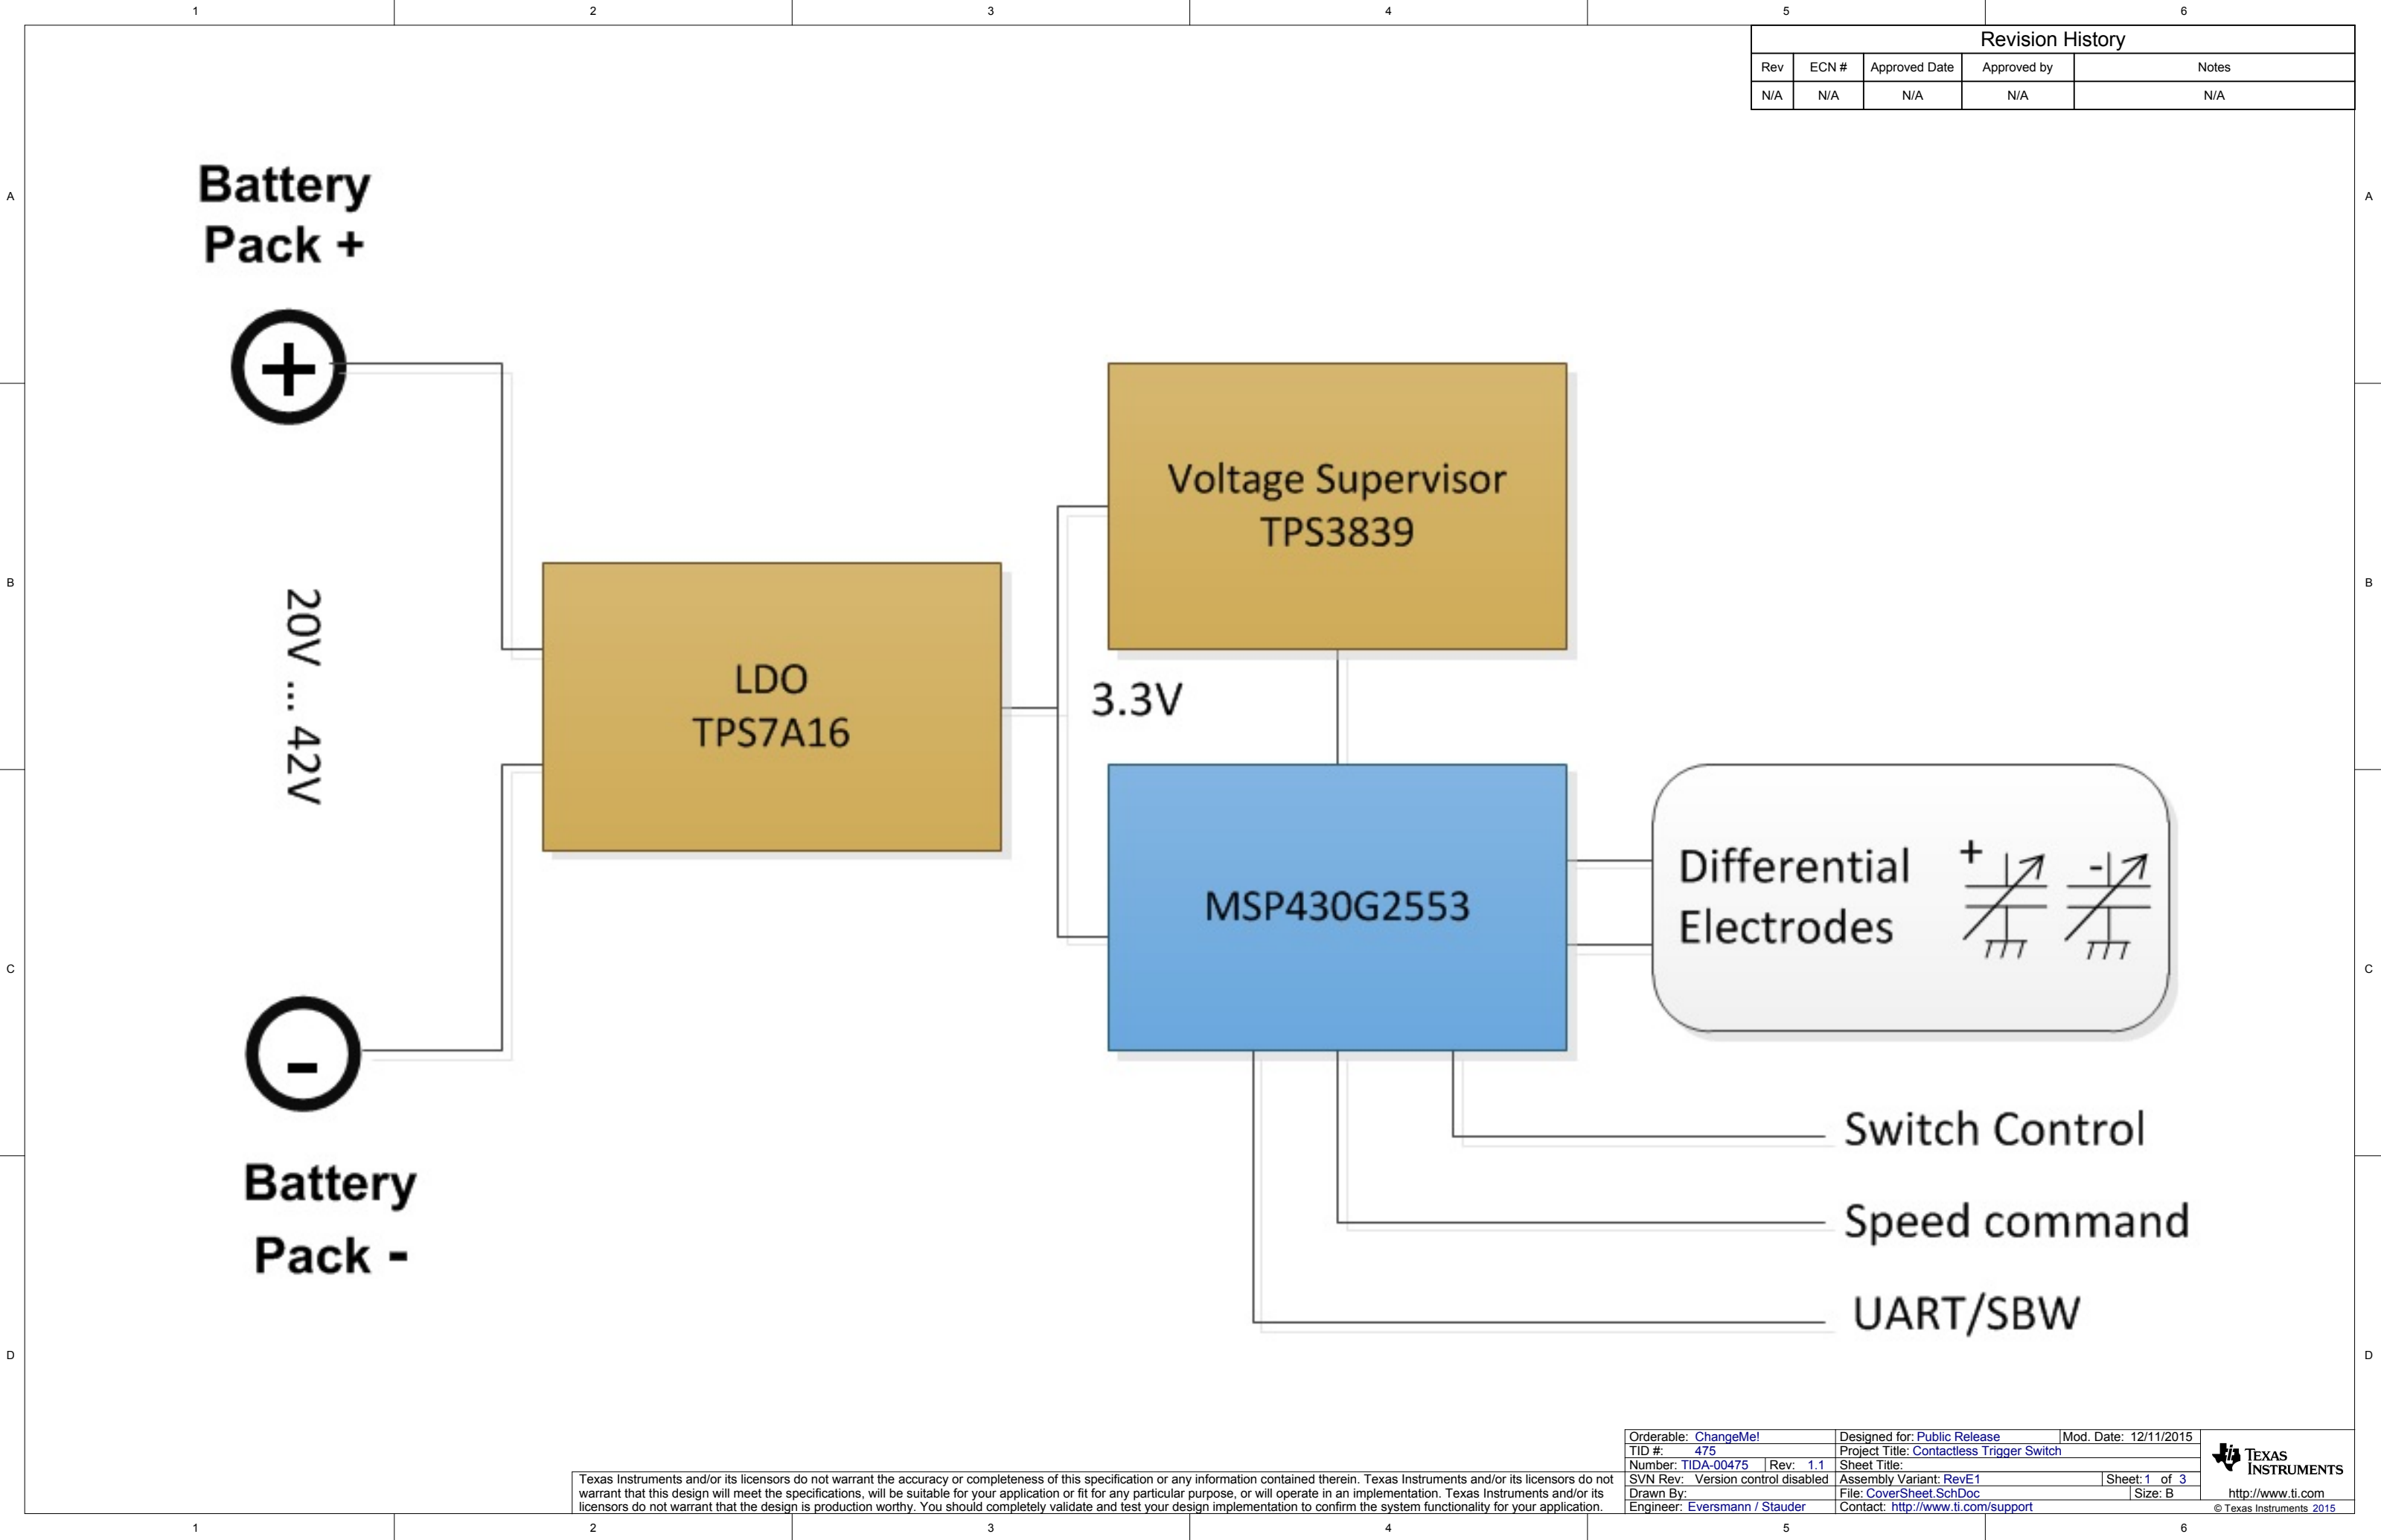 1 2 3 4 5 6
Revision History
Rev ECN # Approved Date Approved by Notes
N/A N/A N/A N/A N/A
A A
Battery
Pack +
+
Voltage Supervisor
TPS3839
B B
20V ... 42V
LDO
TPS7A16
3.3V
MSP430G2553
Differential
Electrodes
+ -
C C
-
Battery
Pack -
Switch Control
Speed command
UART/SBW
D D
Texas Instruments and/or its licensors do not warrant the accuracy or completeness of this specification or any information contained therein. Texas Instruments and/or its licensors do not
warrant that this design will meet the specifications, will be suitable for your application or fit for any particular purpose, or will operate in an implementation. Texas Instruments and/or its
licensors do not warrant that the design is production worthy. You should completely validate and test your design implementation to confirm the system functionality for your application.
Orderable: ChangeMe! Designed for: Public Release Mod. Date: 12/11/2015
TID #: 475 Project Title: Contactless Trigger Switch
Number: TIDA-00475 Rev: 1.1 Sheet Title:
SVN Rev: Version control disabled Assembly Variant: RevE1 Sheet: 1 of 3
Drawn By: File: CoverSheet.SchDoc Size: B
Engineer: Eversmann / Stauder Contact: http://www.ti.com/support
TEXAS
INSTRUMENTS
http://www.ti.com
© Texas Instruments 2015
1 2 3 4 5 6